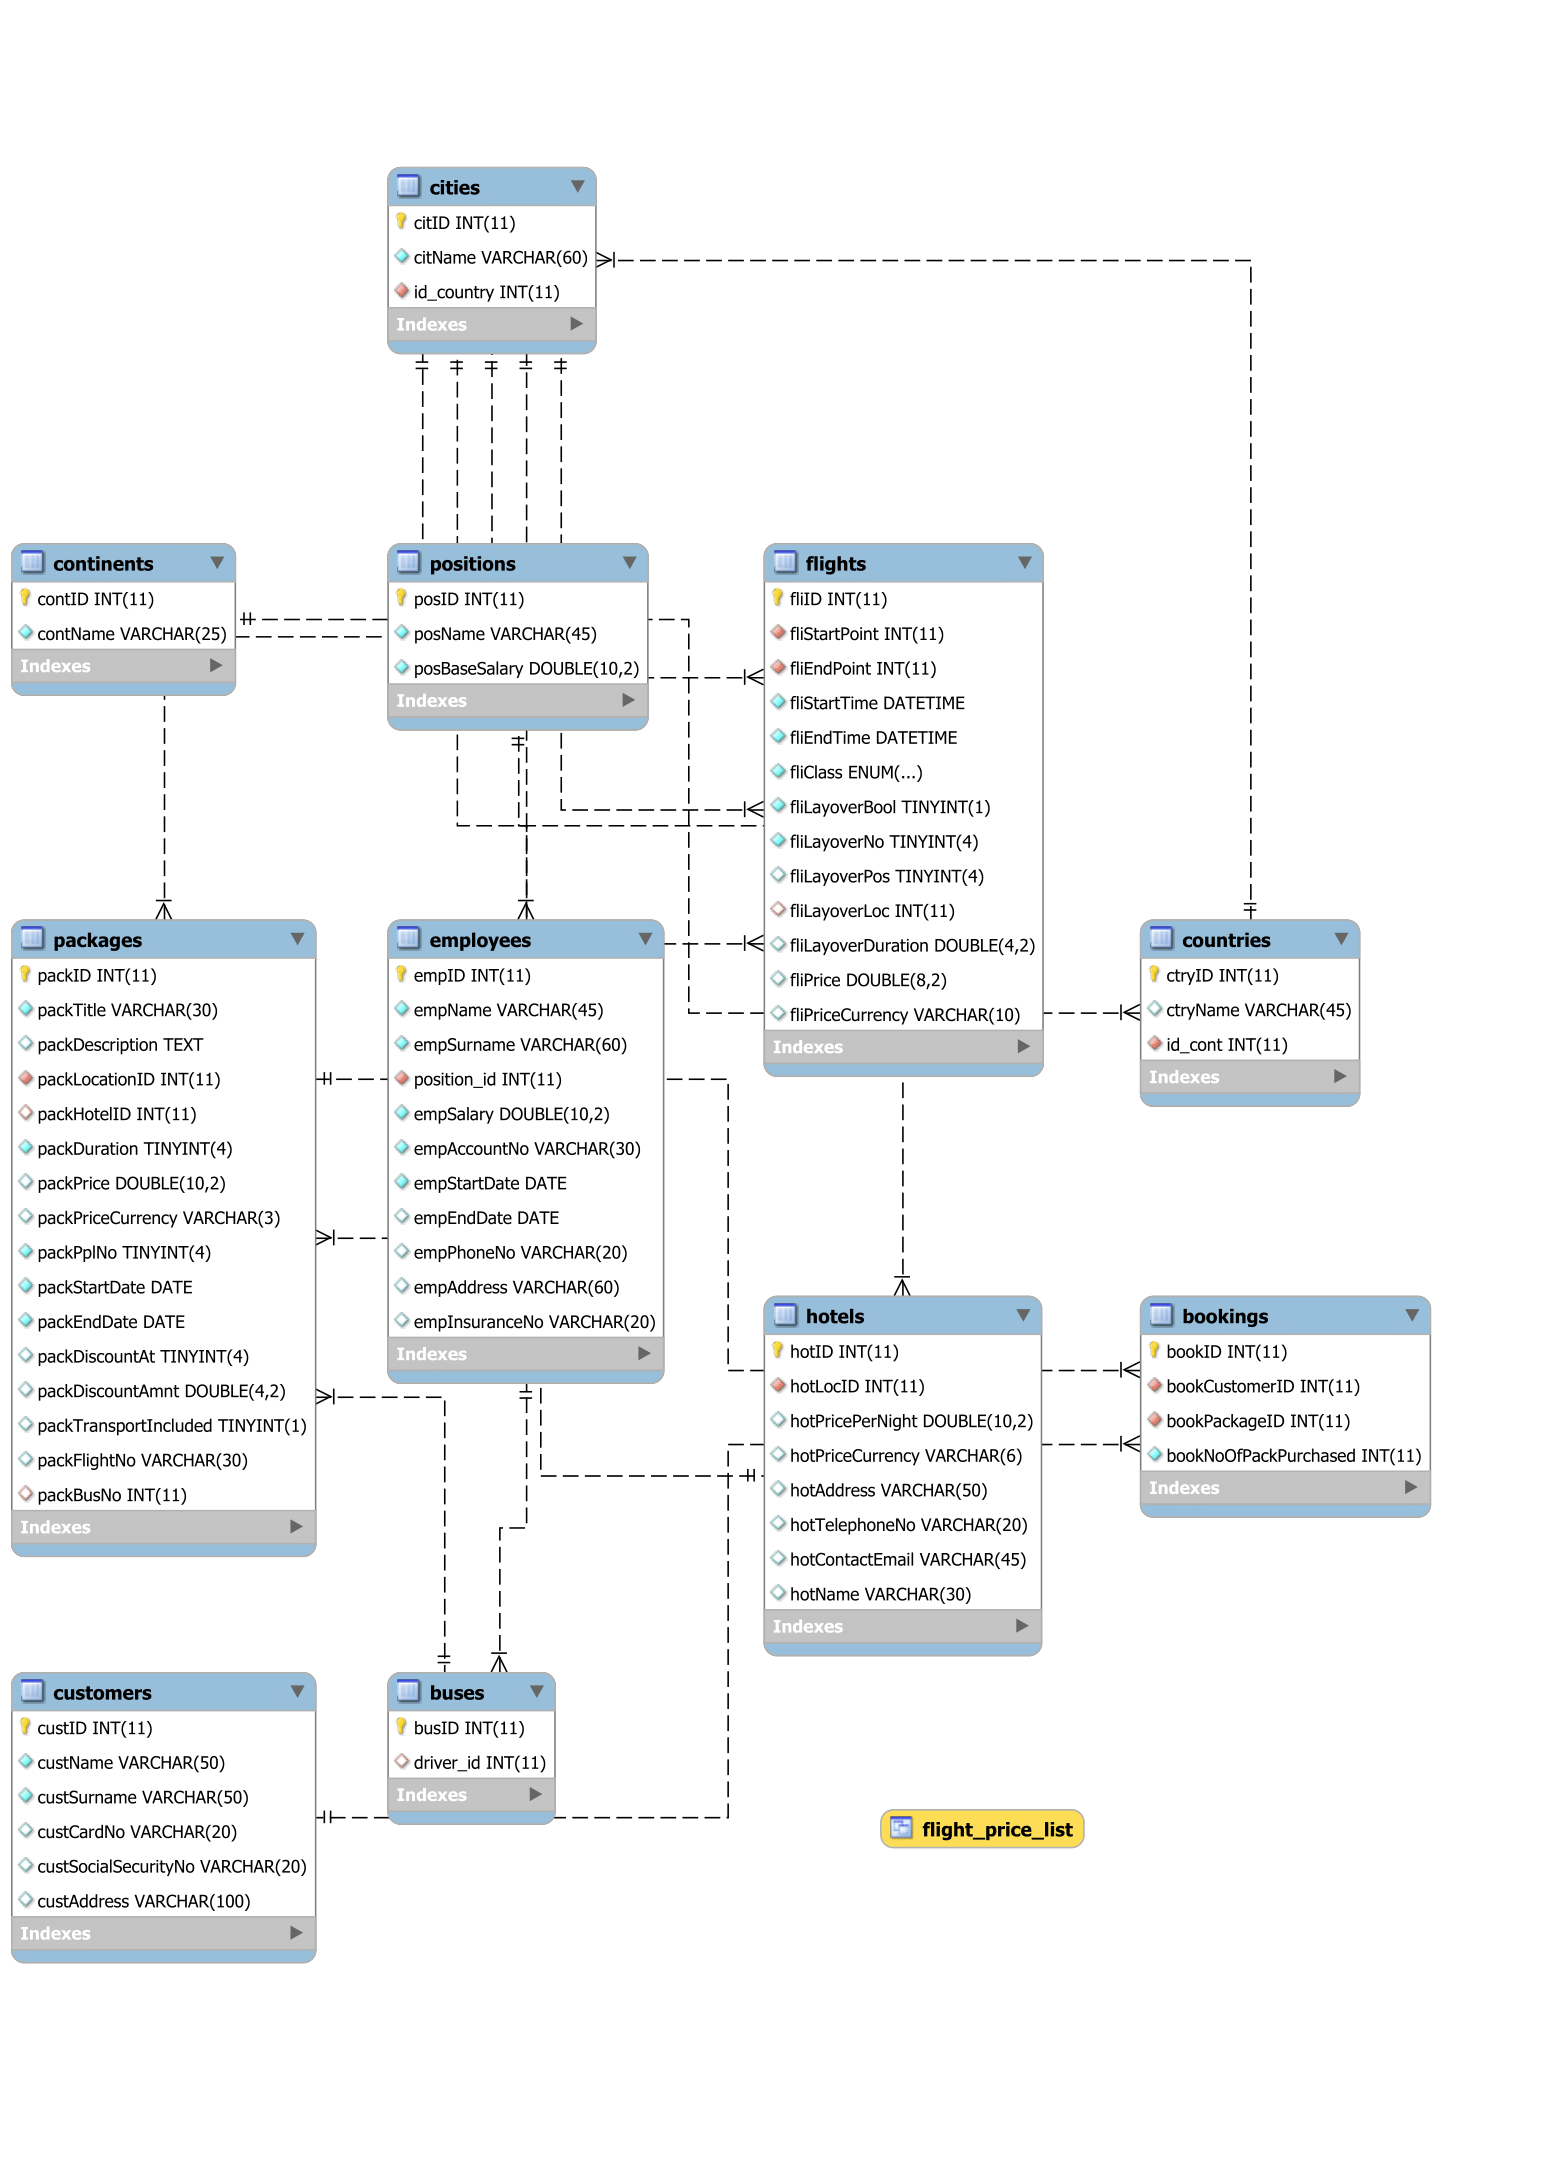 cities
citID INT(11)
citName VARCHAR(60)
id_country INT(11)
Indexes
continents
contID INT(11)
contName VARCHAR(25)
Indexes
positions
posID INT(11)
posName VARCHAR(45)
posBaseSalary DOUBLE(10,2)
Indexes
flights
fliID INT(11)
fliStartPoint INT(11)
fliEndPoint INT(11)
fliStartTime DATETIME
fliEndTime DATETIME
fliClass ENUM(...)
fliLayoverBool TINYINT(1)
fliLayoverNo TINYINT(4)
fliLayoverPos TINYINT(4)
fliLayoverLoc INT(11)
fliLayoverDuration DOUBLE(4,2)
fliPrice DOUBLE(8,2)
fliPriceCurrency VARCHAR(10)
Indexes
packages
packID INT(11)
packTitle VARCHAR(30)
packDescription TEXT
packLocationID INT(11)
packHotelID INT(11)
packDuration TINYINT(4)
packPrice DOUBLE(10,2)
packPriceCurrency VARCHAR(3)
packPplNo TINYINT(4)
packStartDate DATE
packEndDate DATE
packDiscountAt TINYINT(4)
packDiscountAmnt DOUBLE(4,2)
packTransportIncluded TINYINT(1)
packFlightNo VARCHAR(30)
packBusNo INT(11)
Indexes
employees
empID INT(11)
empName VARCHAR(45)
empSurname VARCHAR(60)
position_id INT(11)
empSalary DOUBLE(10,2)
empAccountNo VARCHAR(30)
empStartDate DATE
empEndDate DATE
empPhoneNo VARCHAR(20)
empAddress VARCHAR(60)
empInsuranceNo VARCHAR(20)
Indexes
countries
ctryID INT(11)
ctryName VARCHAR(45)
id_cont INT(11)
Indexes
hotels
hotID INT(11)
hotLocID INT(11)
hotPricePerNight DOUBLE(10,2)
hotPriceCurrency VARCHAR(6)
hotAddress VARCHAR(50)
hotTelephoneNo VARCHAR(20)
hotContactEmail VARCHAR(45)
hotName VARCHAR(30)
Indexes
bookings
bookID INT(11)
bookCustomerID INT(11)
bookPackageID INT(11)
bookNoOfPackPurchased INT(11)
Indexes
customers
custID INT(11)
custName VARCHAR(50)
custSurname VARCHAR(50)
custCardNo VARCHAR(20)
custSocialSecurityNo VARCHAR(20)
custAddress VARCHAR(100)
Indexes
buses
busID INT(11)
driver_id INT(11)
Indexes
flight_price_list